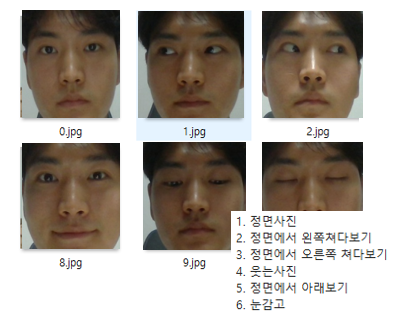 0.jpg
1.jpg
2.jpg
8.jpg
9.jpg
1. 정면사진
2. 정면에서 왼쪽쳐다보기
3. 정면에서 오른쪽 쳐다보기
4. 웃는사진
5. 정면에서 아래보기
6. 눈감고